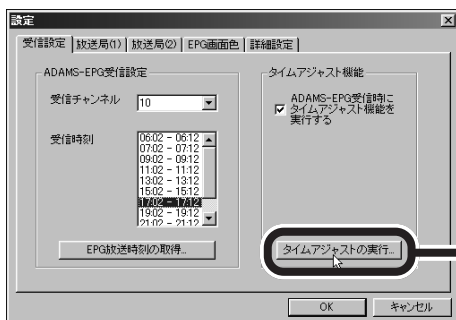 設定
受信設定 放送局(1) 放送局(2) EPG画面色 詳細設定
ADAMS-EPG受信設定
受信チャンネル 10
受信時刻
06:02 - 06:12
07:02 - 07:12
09:02 - 09:12
11:02 - 11:12
13:02 - 13:12
15:02 - 15:12
17:02 - 17:12
19:02 - 19:12
21:02 - 21:12
EPG放送時刻の取得...
タイムアジャスト機能
ADAMS-EPG受信時に
タイムアジャスト機能を
実行する
タイムアジャストの実行...
OK キャンセル